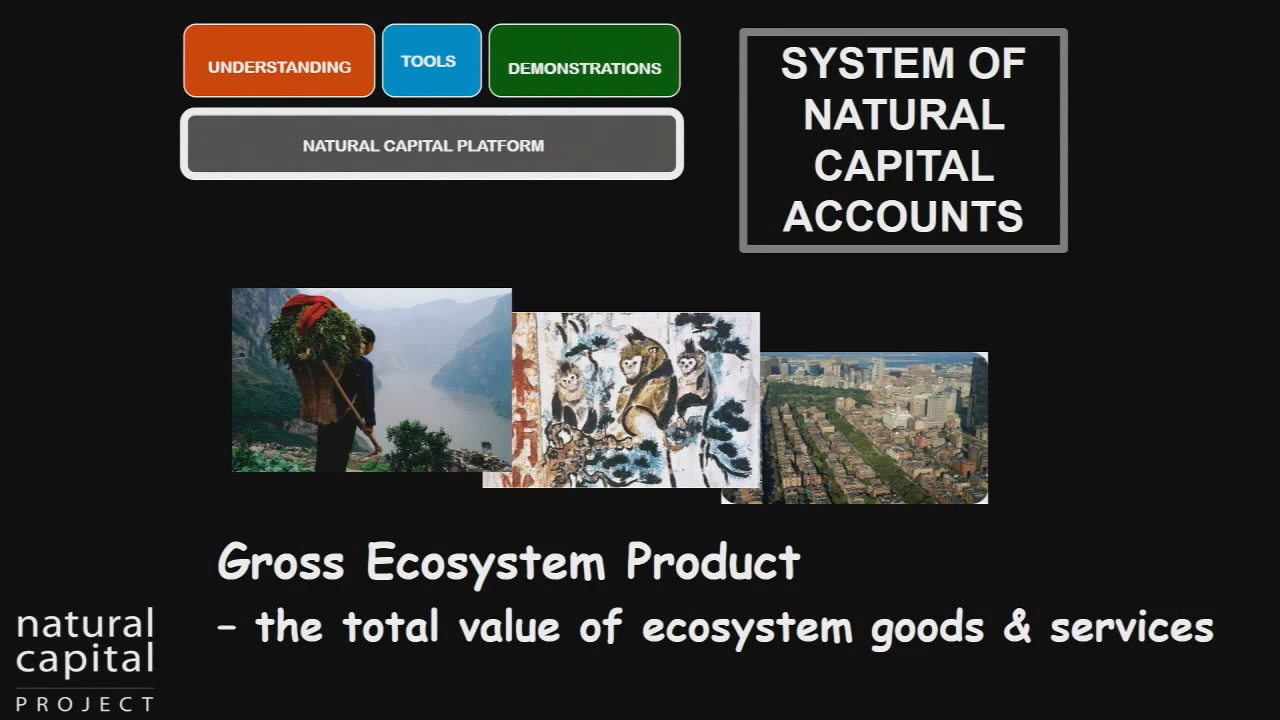 UNDERSTANDING
TOOLS
DEMONSTRATIONS
NATURAL CAPITAL PLATFORM
SYSTEM OF
NATURAL
CAPITAL
ACCOUNTS
Gross Ecosystem Product
- the total value of ecosystem goods & services
natural
capital
PROJECT